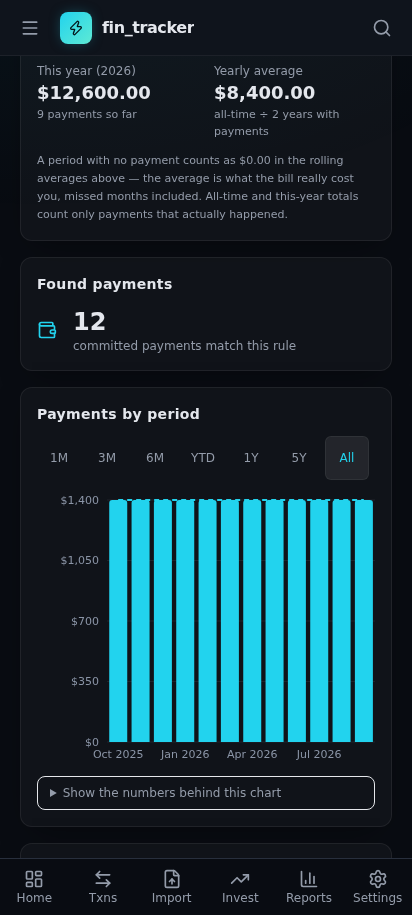 fin_tracker
This year (2026)
$12,600.00
9 payments so far
Yearly average
$8,400.00
all-time ÷ 2 years with
payments
A period with no payment counts as $0.00 in the rolling
averages above — the average is what the bill really cost
you, missed months included. All-time and this-year totals
count only payments that actually happened.
Found payments
12
committed payments match this rule
Payments by period
1M 3M 6M YTD 1Y 5Y All
$1,400
$1,050
$700
$350
$0
Oct 2025 Jan 2026 Apr 2026 Jul 2026
Show the numbers behind this chart
Home Txns Import Invest Reports Settings